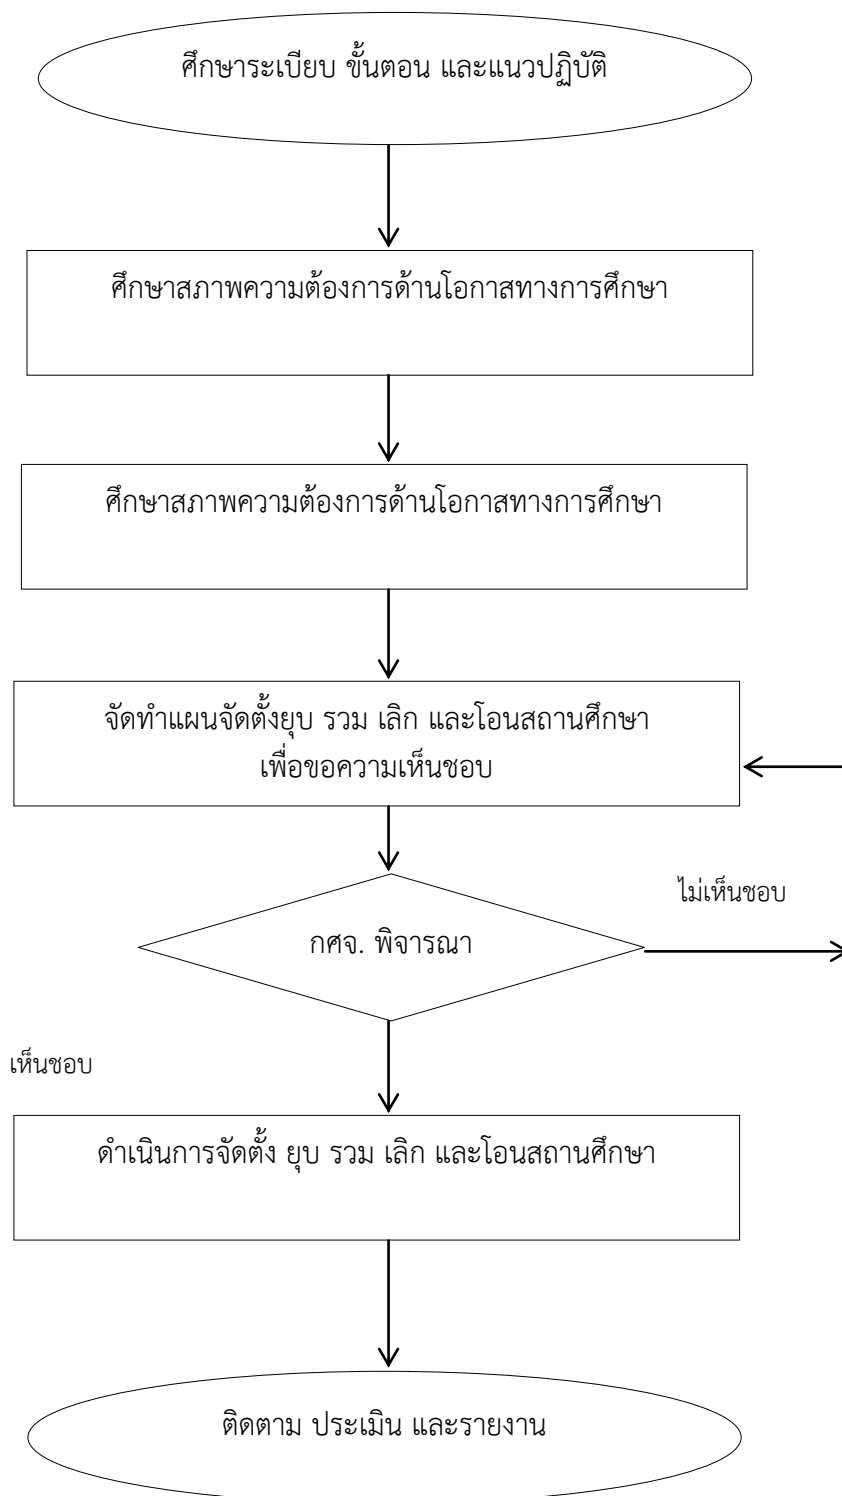 ศึกษาระเบียบ ขั้นตอน และแนวปฏิบัติ
ศึกษาสภาพความต้องการด้านโอกาสทางการศึกษา
ศึกษาสภาพความต้องการด้านโอกาสทางการศึกษา
จัดทำแผนจัดตั้งยุบ รวม เลิก และโอนสถานศึกษา
เพื่อขอความเห็นชอบ
ไม่เห็นชอบ
กศจ. พิจารณา
เห็นชอบ
ดำเนินการจัดตั้ง ยุบ รวม เลิก และโอนสถานศึกษา
ติดตาม ประเมิน และรายงาน